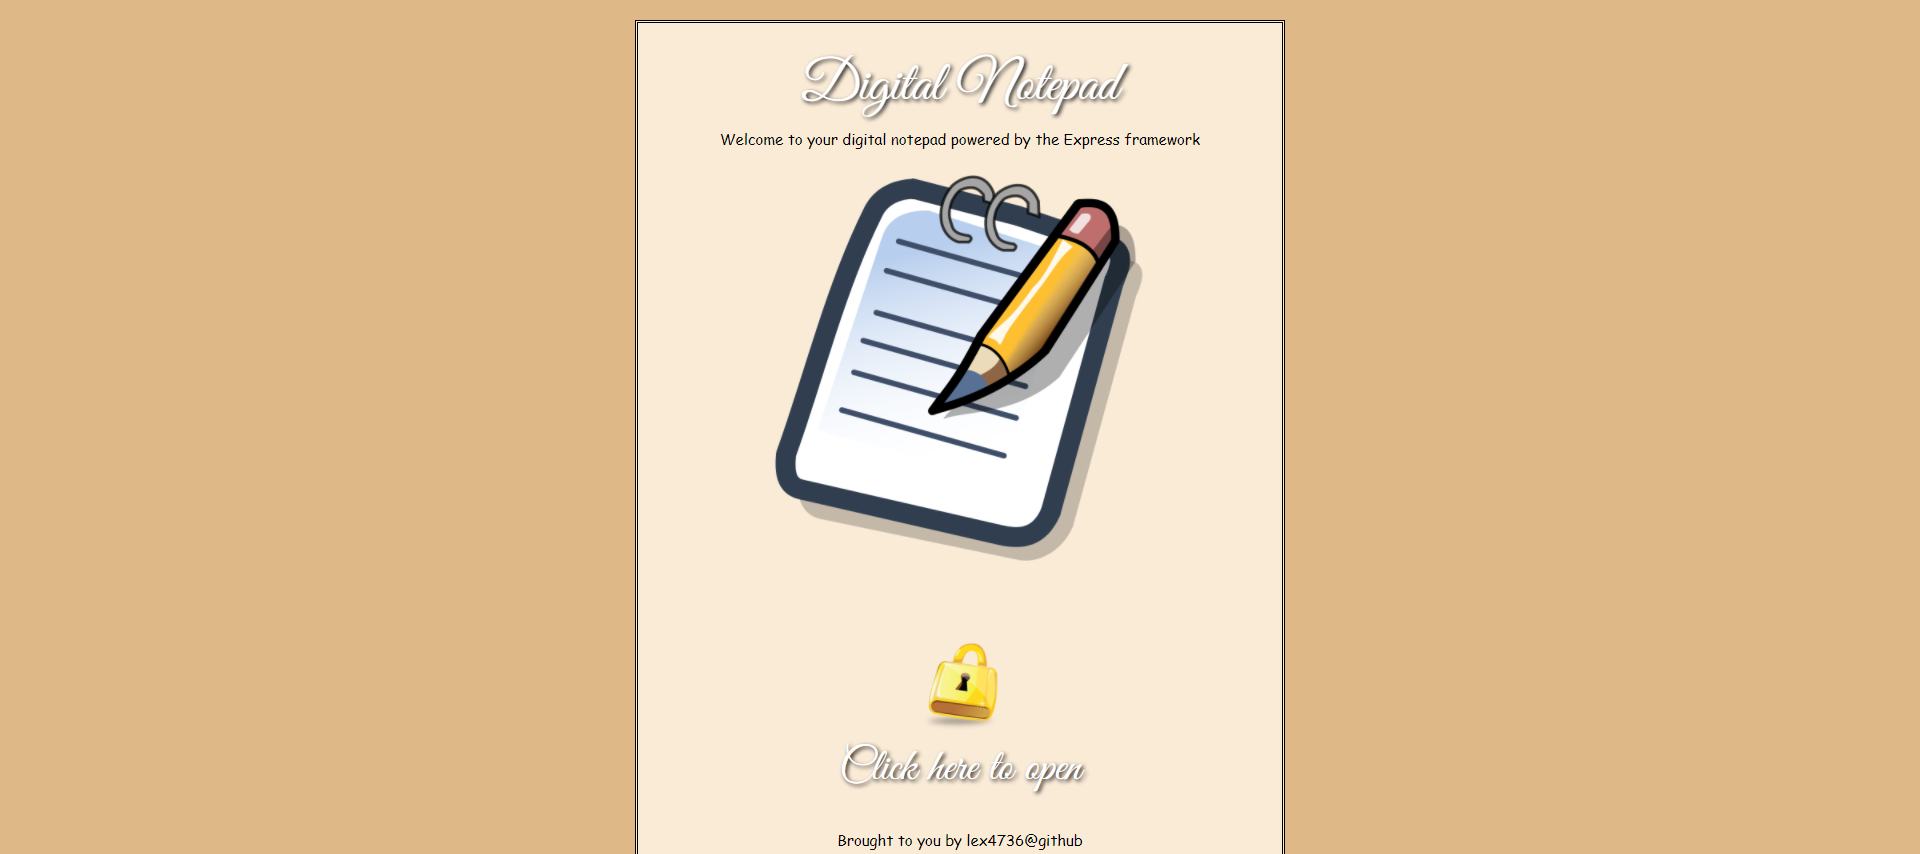 Digital Notepad
Welcome to your digital notepad powered by the Express framework
Click here to open
Brought to you by lex4736@github